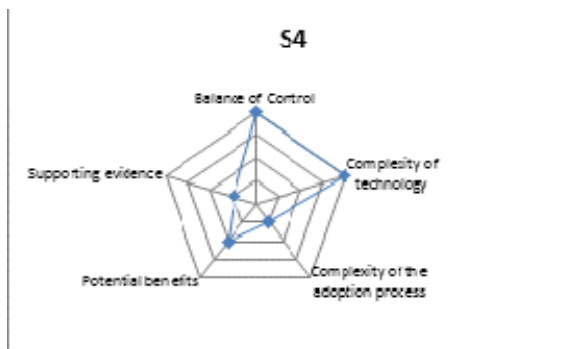 S4
Balance of Control
Complexity of
technology
Supporting evidence
Potential benefits
Complexity of the
adoption process